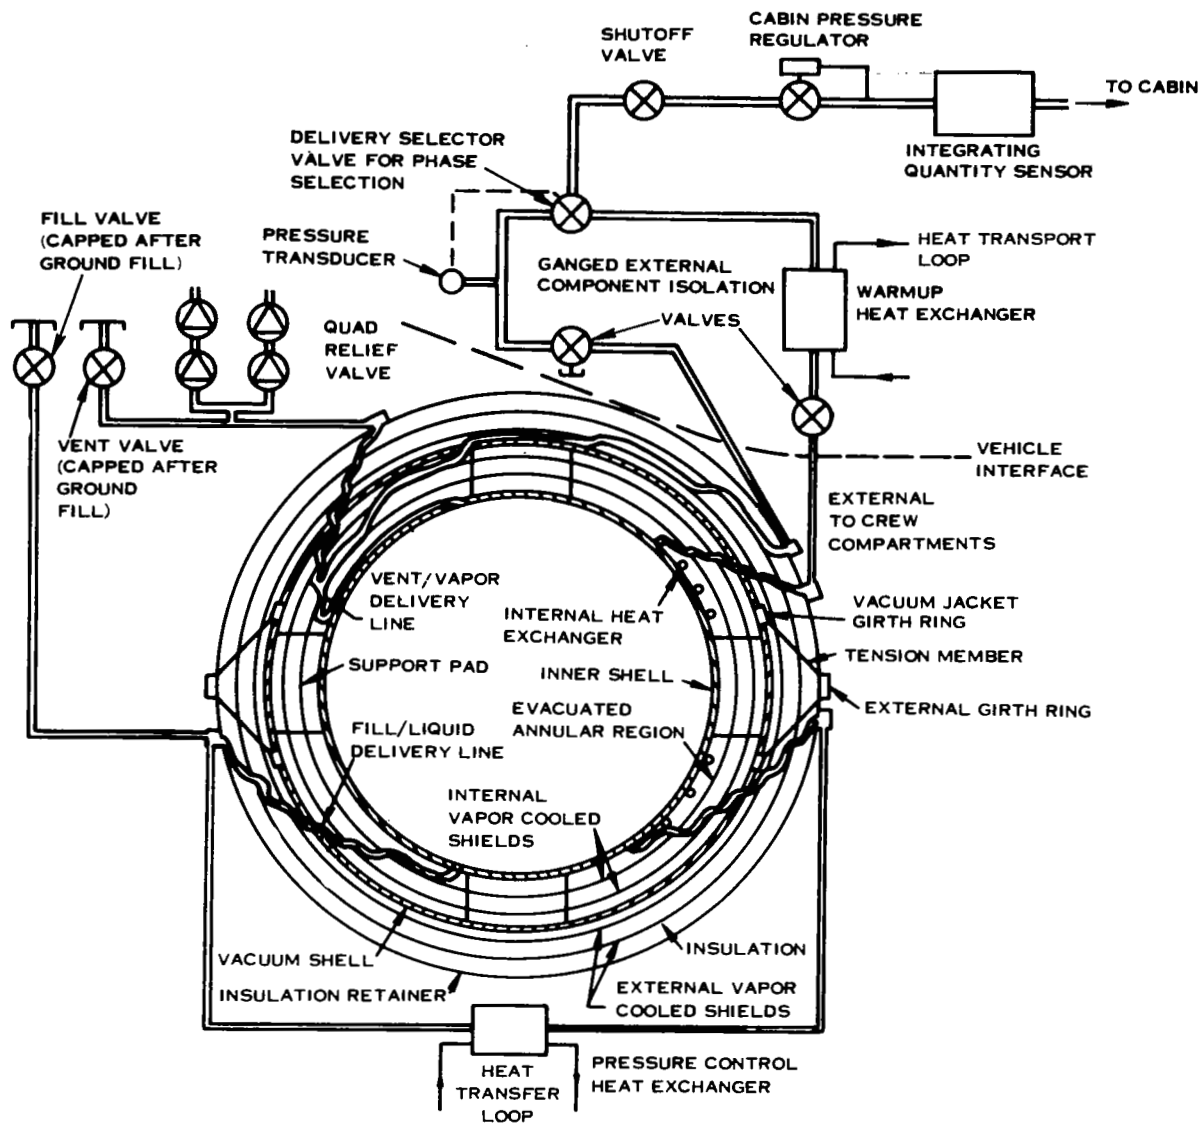 SHUTOFF
VALVE
CABIN PRESSURE
REGULATOR
TO CABIN
INTEGRATING
QUANTITY SENSOR
DELIVERY SELECTOR
VALVE FOR PHASE
SELECTION
FILL VALVE
(CAPPED AFTER
GROUND FILL)
PRESSURE
TRANSDUCER
GANGED EXTERNAL
COMPONENT ISOLATION
VALVES
HEAT TRANSPORT
LOOP
WARMUP
HEAT EXCHANGER
QUAD
RELIEF
VALVE
VENT VALVE
(CAPPED AFTER
GROUND
FILL)
VEHICLE
INTERFACE
EXTERNAL
TO CREW
COMPARTMENTS
VENT/VAPOR
DELIVERY
LINE
INTERNAL HEAT
EXCHANGER
VACUUM JACKET
GIRTH RING
SUPPORT PAD
INNER SHELL
TENSION MEMBER
EXTERNAL GIRTH RING
FILL/LIQUID
DELIVERY LINE
EVACUATED
ANNULAR REGION
INTERNAL
VAPOR COOLED
SHIELDS
VACUUM SHELL
INSULATION
INSULATION RETAINER
EXTERNAL VAPOR
COOLED SHIELDS
HEAT
TRANSFER
LOOP
PRESSURE CONTROL
HEAT EXCHANGER